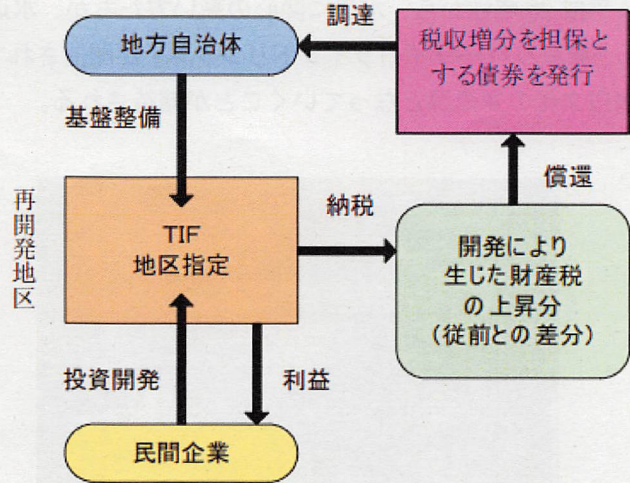 調達
地方自治体
税収増分を担保と
する債券を発行
基盤整備
償還
再開発地区
TIF
地区指定
納税
開発により
生じた財産税
の上昇分
(従前との差分)
投資開発
利益
民間企業